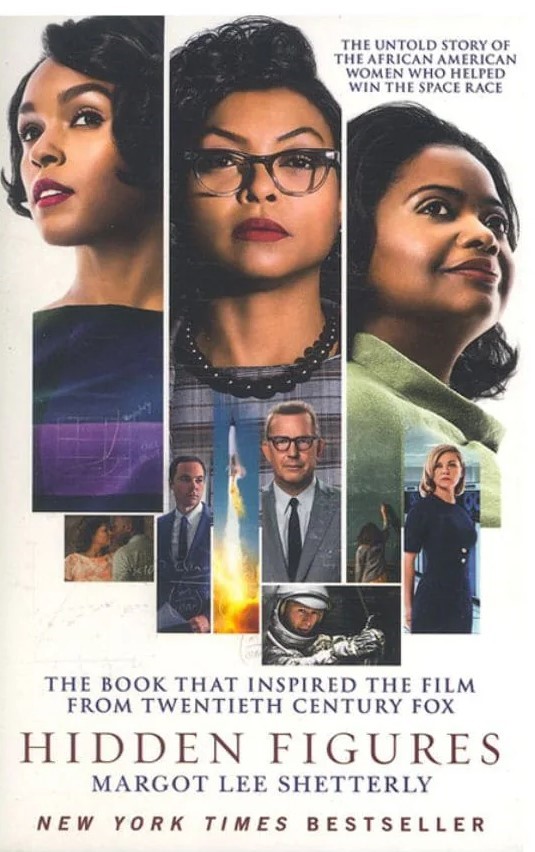 THE UNTOLD STORY OF
THE AFRICAN AMERICAN
WOMEN WHO HELPED
WIN THE SPACE RACE
THE BOOK THAT INSPIRED THE FILM
FROM TWENTIETH CENTURY FOX
HIDDEN FIGURES
MARGOT LEE SHETTERLY
NEW YORK TIMES BESTSELLER